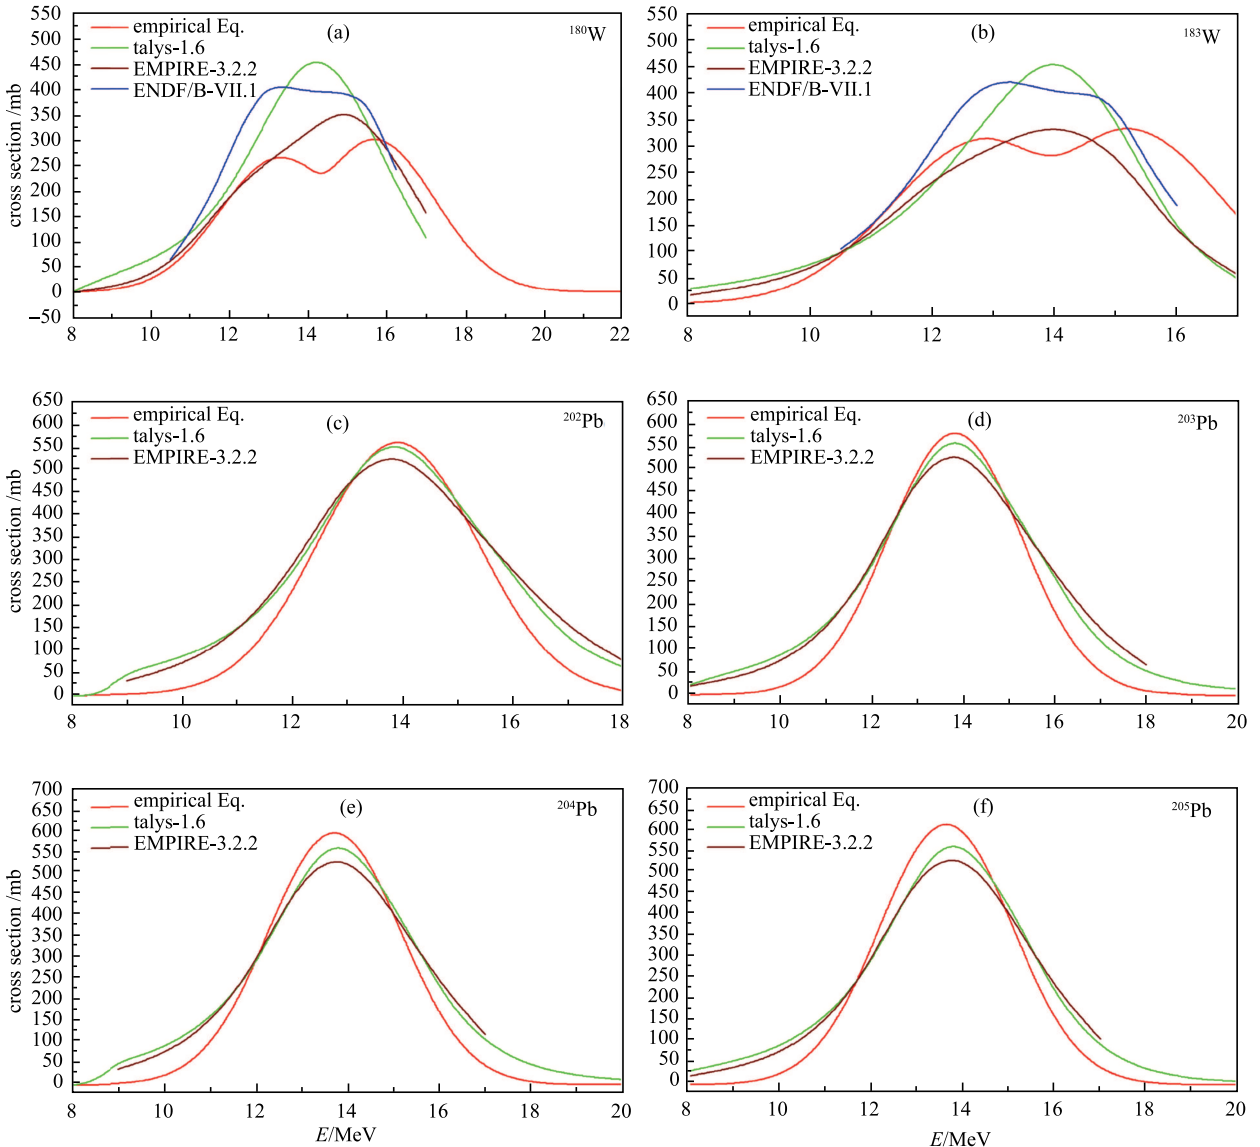 550
500
450
400
350
300
250
200
150
100
50
0
−50
cross section /mb
empirical Eq.
talys-1.6
EMPIRE-3.2.2
ENDF/B-VII.1
(a)
180W
8 10 12 14 16 18 20 22
550
500
450
400
350
300
250
200
150
100
50
0
empirical Eq.
talys-1.6
EMPIRE-3.2.2
ENDF/B-VII.1
(b)
183W
8 10 12 14 16
650
600
550
500
450
400
350
300
250
200
150
100
50
0
cross section /mb
empirical Eq.
talys-1.6
EMPIRE-3.2.2
(c)
202Pb
8 10 12 14 16 18
650
600
550
500
450
400
350
300
250
200
150
100
50
0
empirical Eq.
talys-1.6
EMPIRE-3.2.2
(d)
203Pb
8 10 12 14 16 18 20
700
650
600
550
500
450
400
350
300
250
200
150
100
50
0
cross section /mb
empirical Eq.
talys-1.6
EMPIRE-3.2.2
(e)
204Pb
8 10 12 14 16 18 20
E/MeV
700
650
600
550
500
450
400
350
300
250
200
150
100
50
0
empirical Eq.
talys-1.6
EMPIRE-3.2.2
(f)
205Pb
8 10 12 14 16 18 20
E/MeV